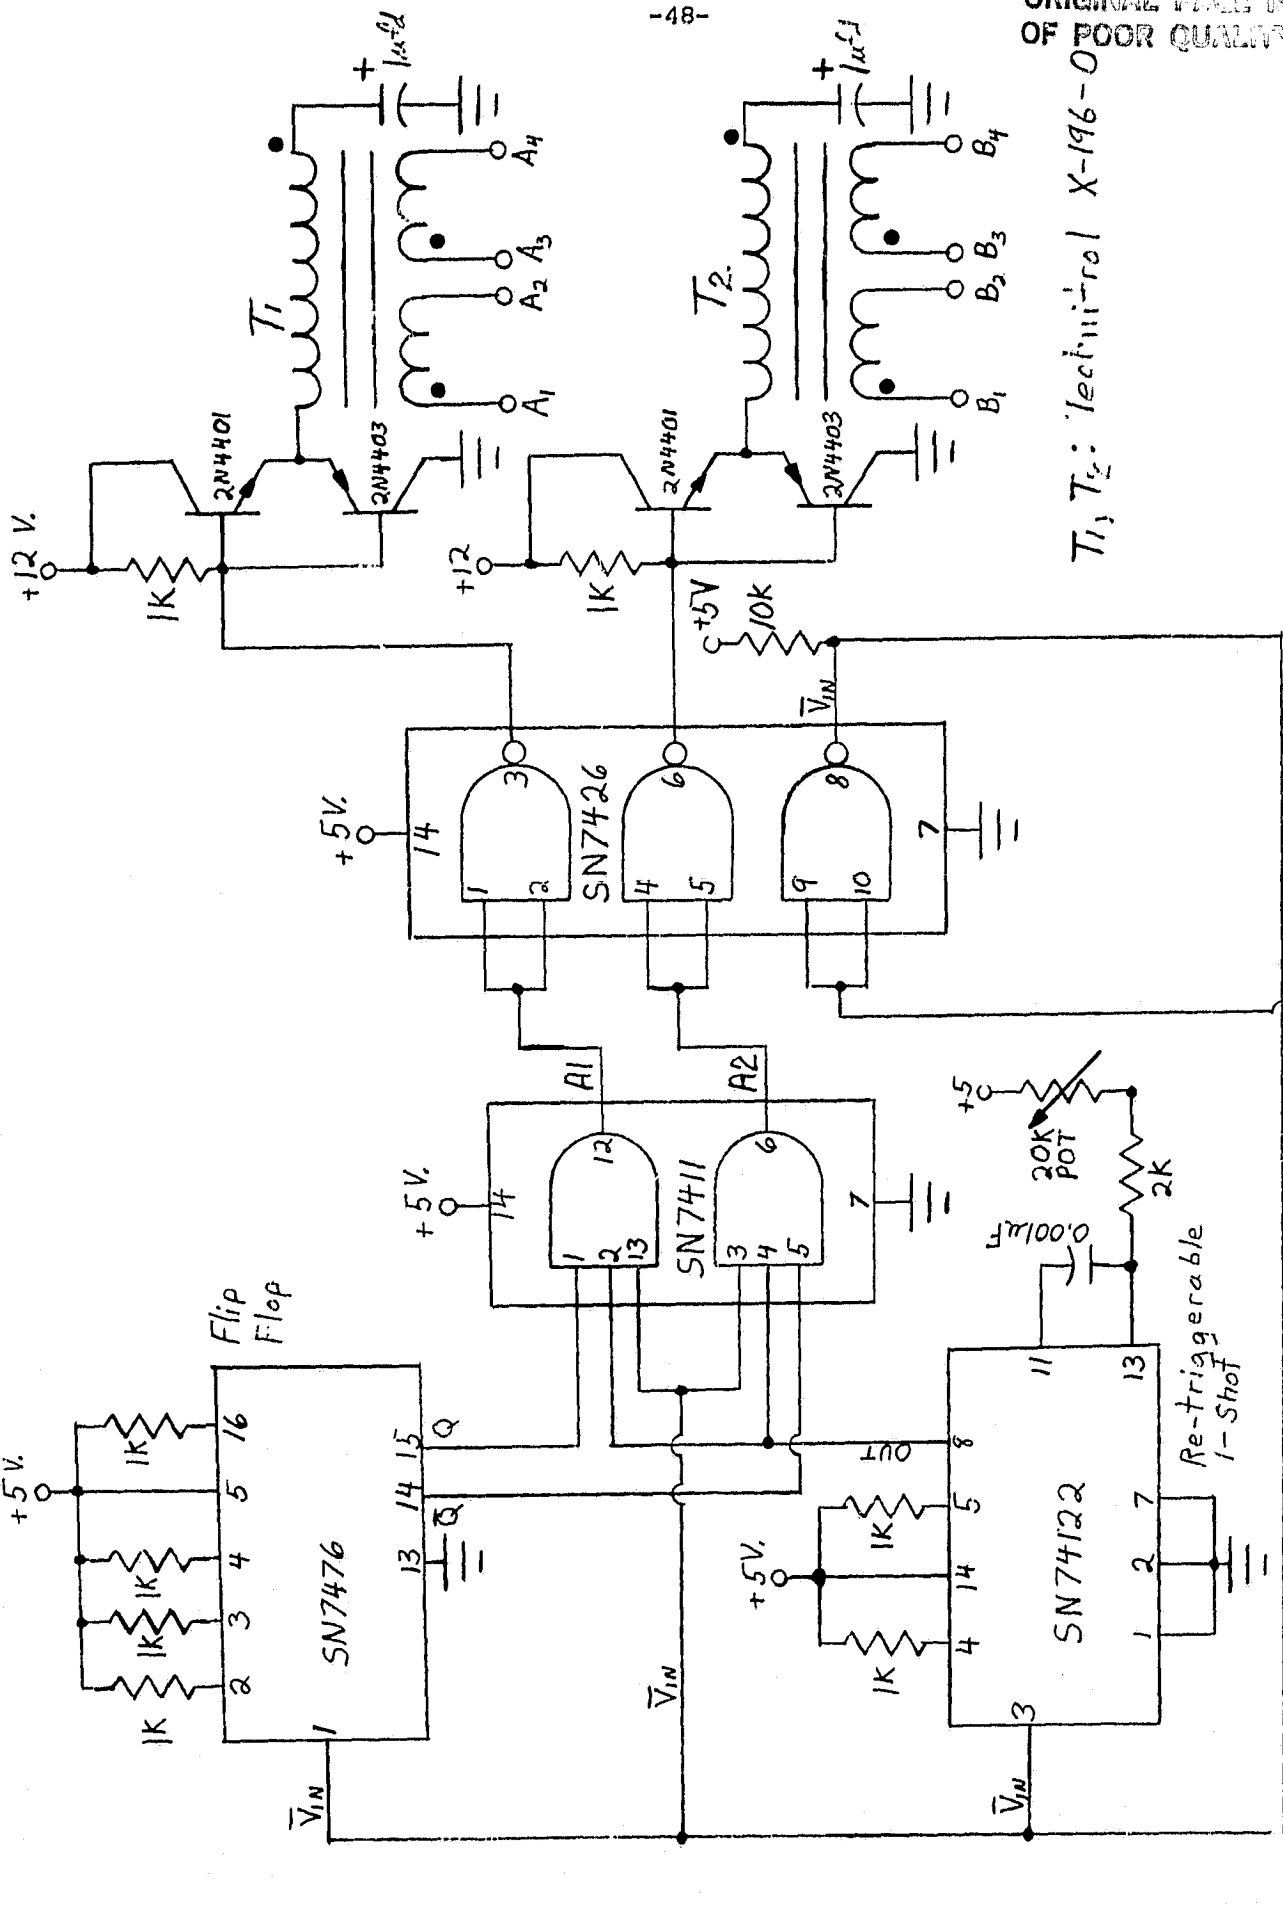 -48-
OF POOR QUALITY
+5V.
1K
1K
1K
1K
2
3
4
5
16
Flip
Flop
SN7476
1
13
14
15
Q̅
Q
V̅IN
V̅IN
V̅IN
+5V.
14
1
2
13
12
SN7411
3
4
5
6
7
A1
A2
+5V.
1K
1K
4
14
5
8
OUT
3
SN74122
1
2
7
11
13
Re-triggerable
1-Shot
0.001µF
2K
20K
POT
+5
+5V.
14
1
2
3
SN7426
4
5
6
9
10
8
7
V̅IN
+5V
10K
+12 V.
1K
2N4401
2N4403
T1
+
1µfd
A1
A2
A3
A4
+12
1K
2N4401
2N4403
T2.
+
1µfd
B1
B2
B3
B4
T1, T2: Technitrol X-196-0